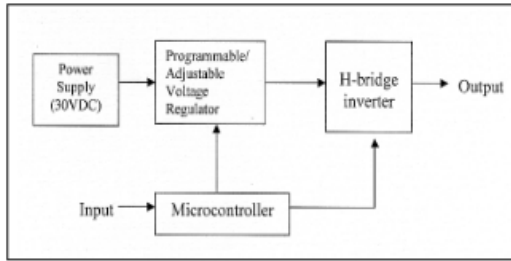 Power
Supply
(30VDC)
Programmable/
Adjustable
Voltage
Regulator
H-bridge
inverter
Output
Input
Microcontroller